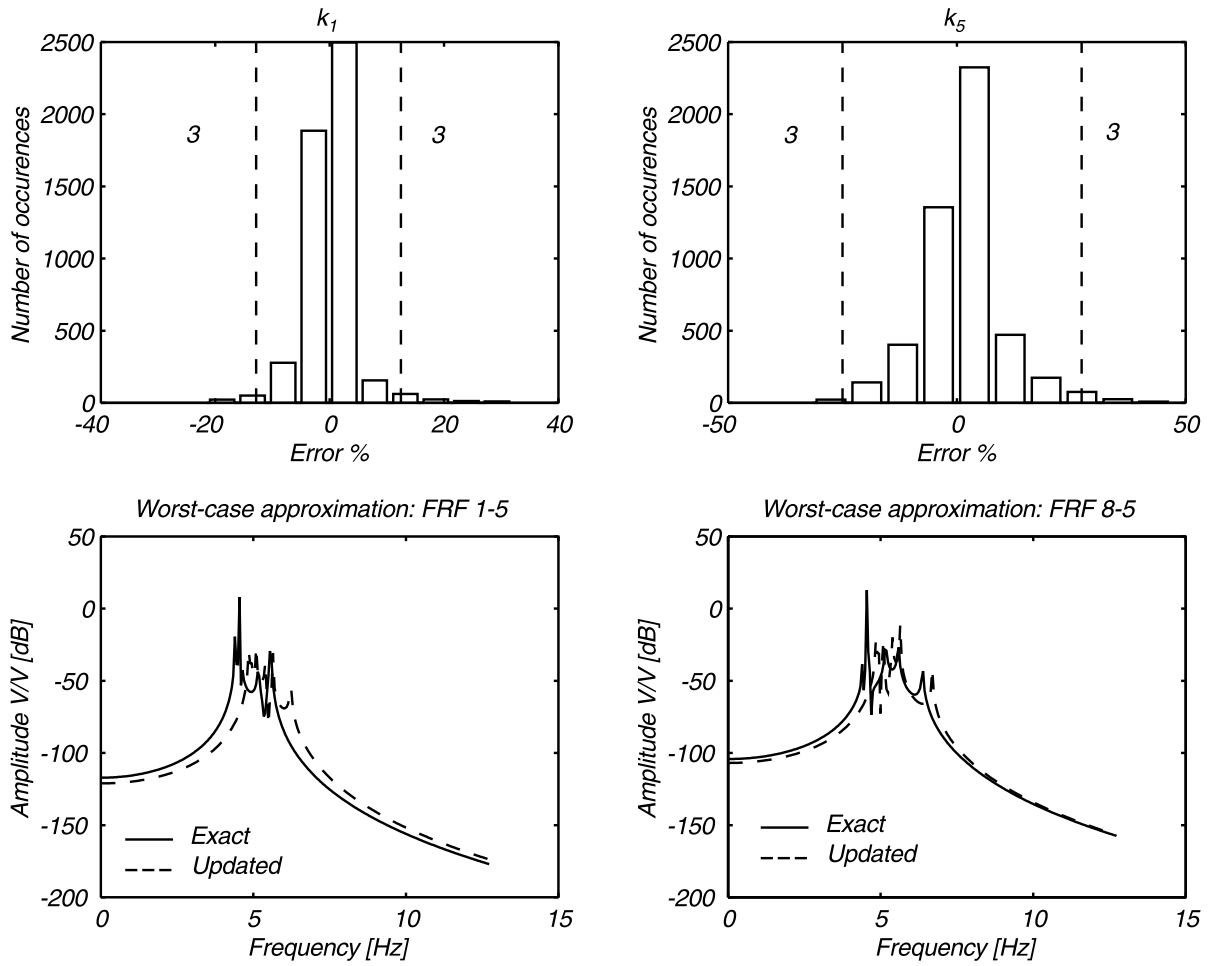 k1
2500
2000
1500
1000
500
0
-40 -20 0 20 40
Number of occurences
Error %
3 3
k5
2500
2000
1500
1000
500
0
-50 0 50
Number of occurences
Error %
3 3
Worst-case approximation: FRF 1-5
50
0
-50
-100
-150
-200
0 5 10 15
Amplitude V/V [dB]
Frequency [Hz]
Exact
Updated
Worst-case approximation: FRF 8-5
50
0
-50
-100
-150
-200
0 5 10 15
Amplitude V/V [dB]
Frequency [Hz]
Exact
Updated